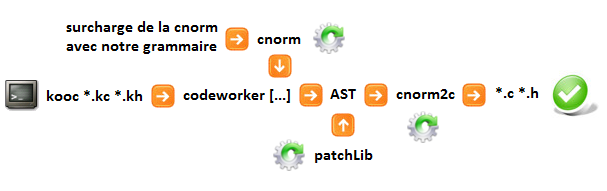 surcharge de la cnorm
avec notre grammaire
cnorm
kooc *.kc *.kh
codeworker [...]
AST
cnorm2c
*.c *.h
patchLib